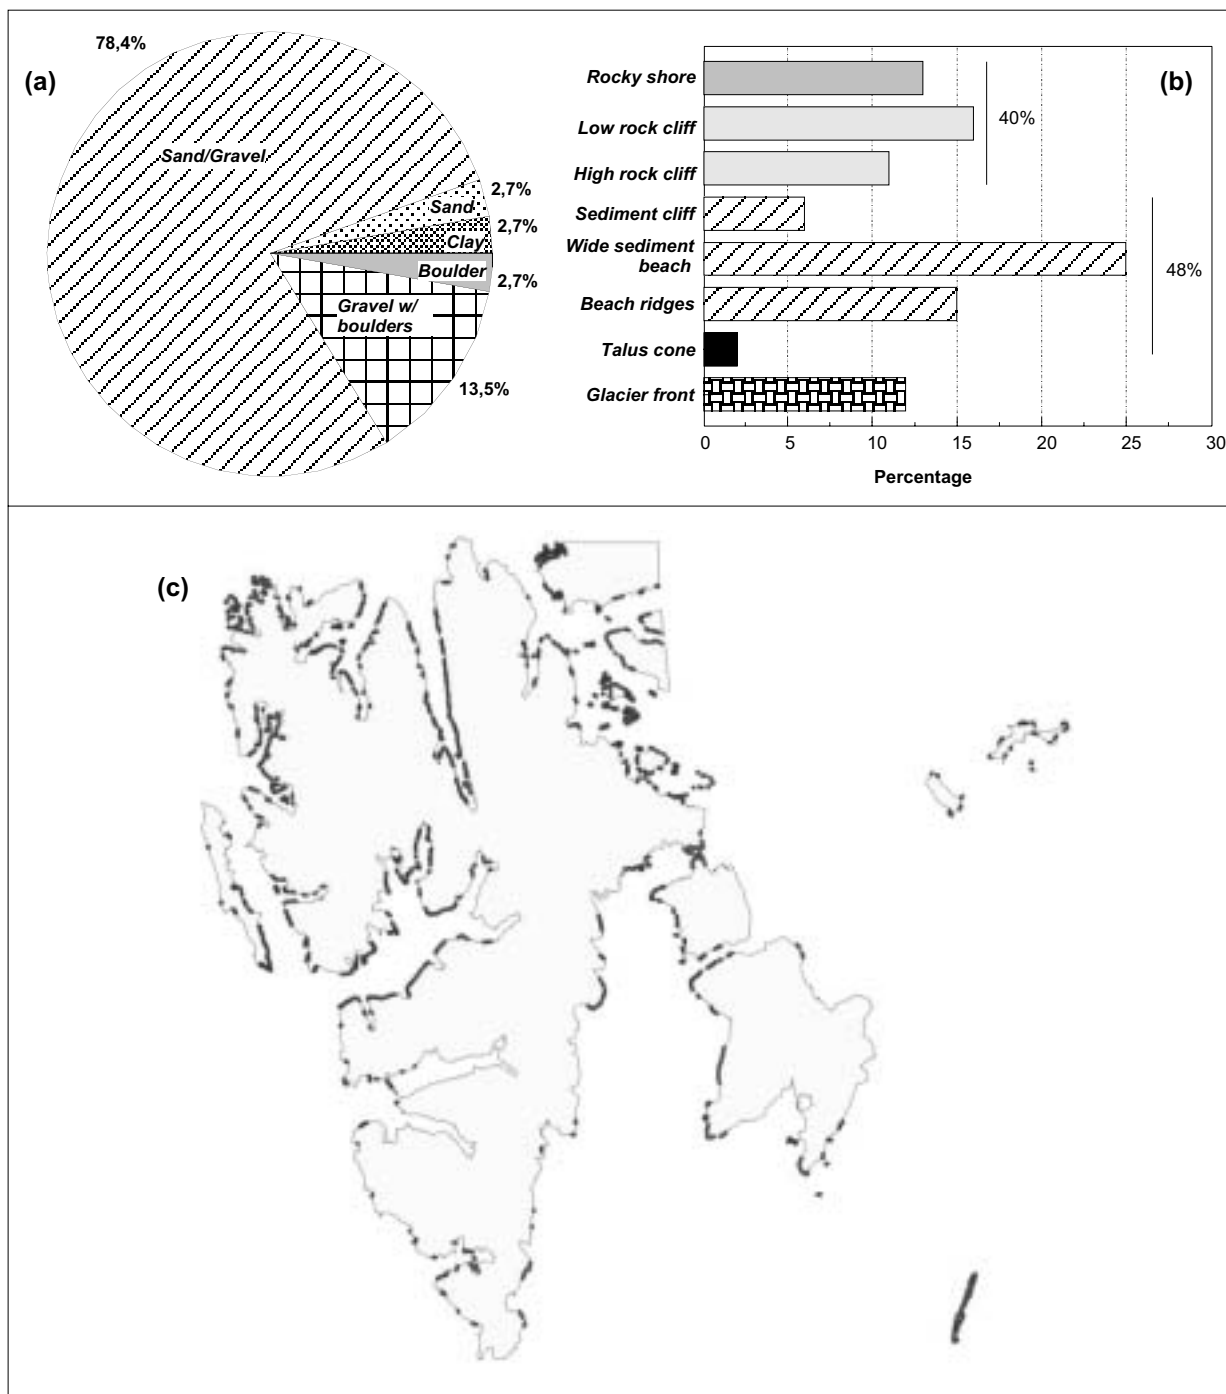 (a)
78,4%
Sand/Gravel
2,7%
Sand
2,7%
Clay
Boulder
2,7%
Gravel w/
boulders
13,5%
(b)
Rocky shore
Low rock cliff
High rock cliff
40%
Sediment cliff
Wide sediment
beach
Beach ridges
Talus cone
48%
Glacier front
0 5 10 15 20 25 30
Percentage
(c)